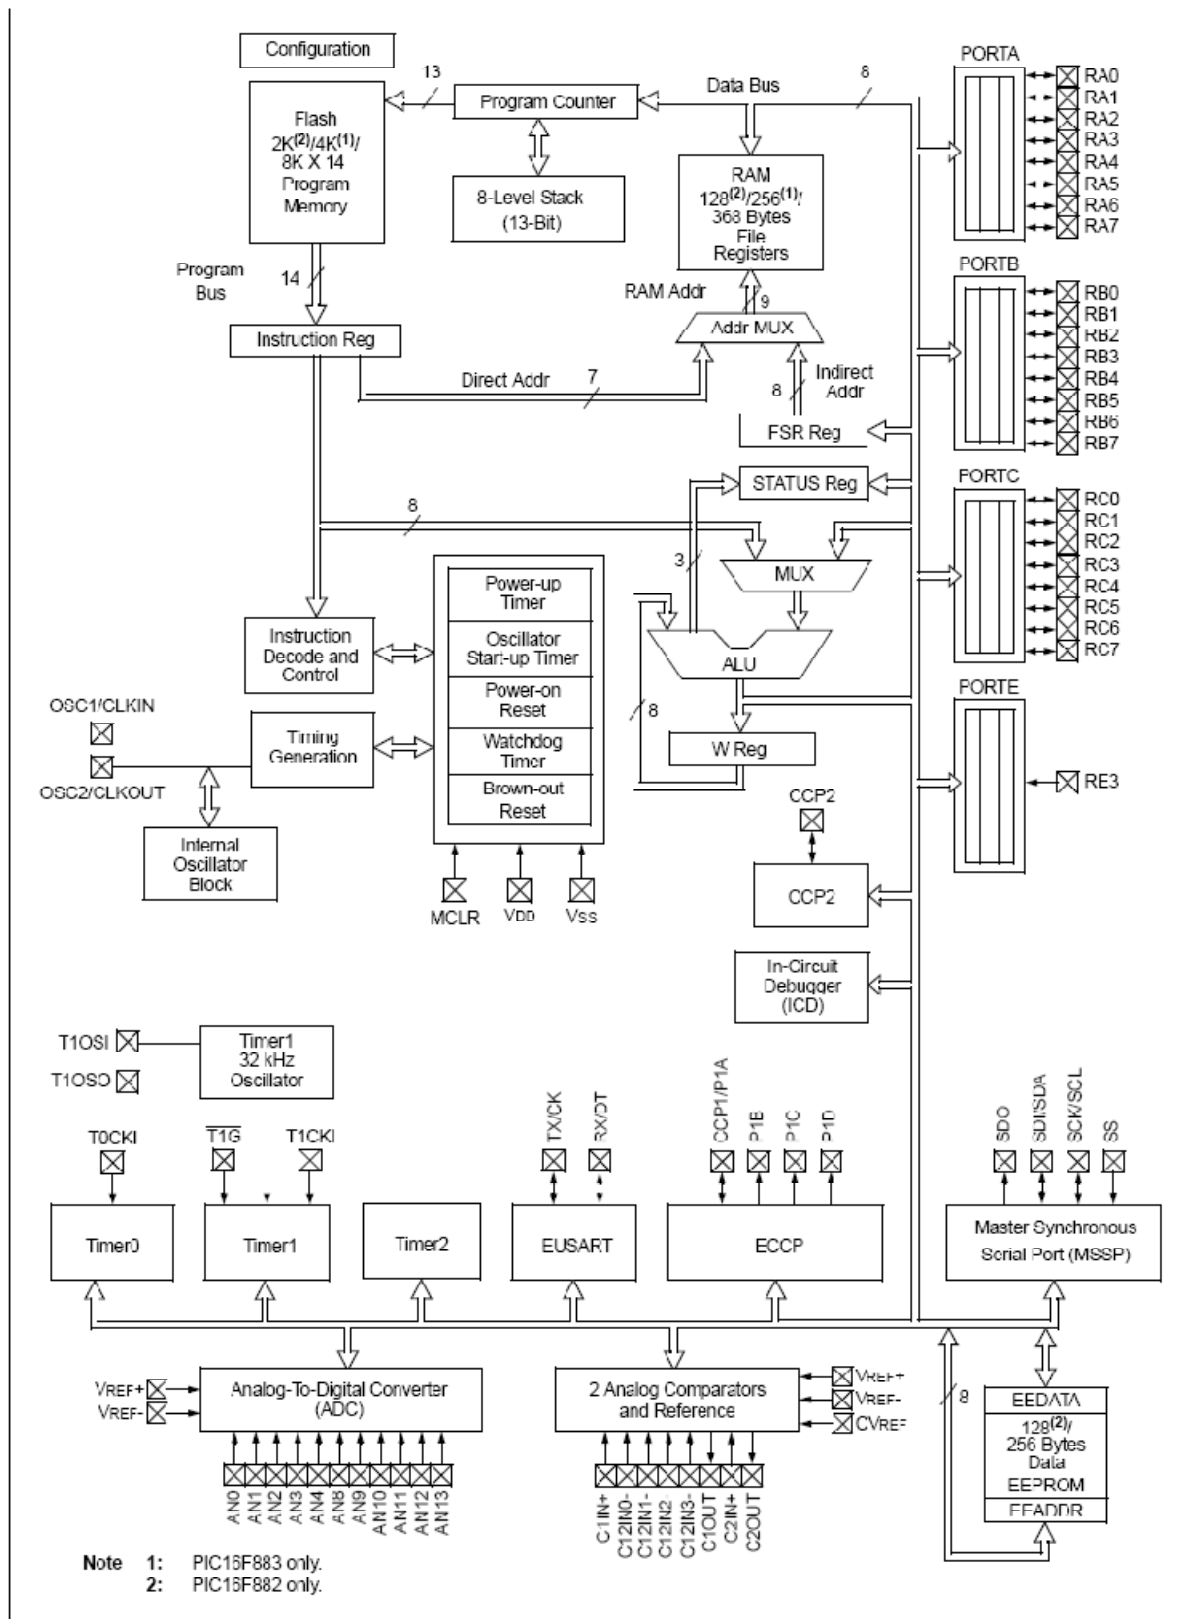 Configuration
Flash
2K(2)/4K(1)/
8K X 14
Program
Memory
13
Program Counter
8-Level Stack
(13-Bit)
Data Bus
8
RAM
128(2)/256(1)/
368 Bytes
File
Registers
Program
Bus
14
Instruction Reg
RAM Addr
9
Addr MUX
Direct Addr
7
8
Indirect
Addr
FSR Reg
STATUS Reg
8
3
MUX
ALU
8
W Reg
Instruction
Decode and
Control
Power-up
Timer
Oscillator
Start-up Timer
Power-on
Reset
Watchdog
Timer
Brown-out
Reset
OSC1/CLKIN
OSC2/CLKOUT
Timing
Generation
Internal
Oscillator
Block
MCLR
VDD
VSS
PORTA
RA0
RA1
RA2
RA3
RA4
RA5
RA6
RA7
PORTB
RB0
RB1
RB2
RB3
RB4
RB5
RB6
RB7
PORTC
RC0
RC1
RC2
RC3
RC4
RC5
RC6
RC7
PORTE
RE3
CCP2
CCP2
In-Circuit
Debugger
(ICD)
T1OSI
T1OSO
Timer1
32 kHz
Oscillator
T0CKI
T1G
T1CKI
TX/CK
RX/DT
CCP1/P1A
P1B
P1C
P1D
SDO
SDI/SDA
SCK/SCL
SS
Timer0
Timer1
Timer2
EUSART
ECCP
Master Synchronous
Serial Port (MSSP)
VREF+
VREF-
Analog-To-Digital Converter
(ADC)
AN0
AN1
AN2
AN3
AN4
AN8
AN9
AN10
AN11
AN12
AN13
2 Analog Comparators
and Reference
VREF+
VREF-
CVREF
C1IN+
C12IN0-
C12IN1-
C12IN2-
C12IN3-
C1OUT
C2IN+
C2OUT
8
EEDATA
128(2)/
256 Bytes
Data
EEPROM
EEADDR
Note 1: PIC16F883 only.
2: PIC16F882 only.